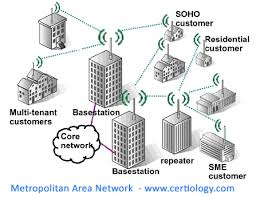 SOHO
customer
Residential
customer
Multi-tenant
customers
Basestation
Core
network
Basestation
repeater
SME
customer
Metropolitan Area Network - www.certiology.com